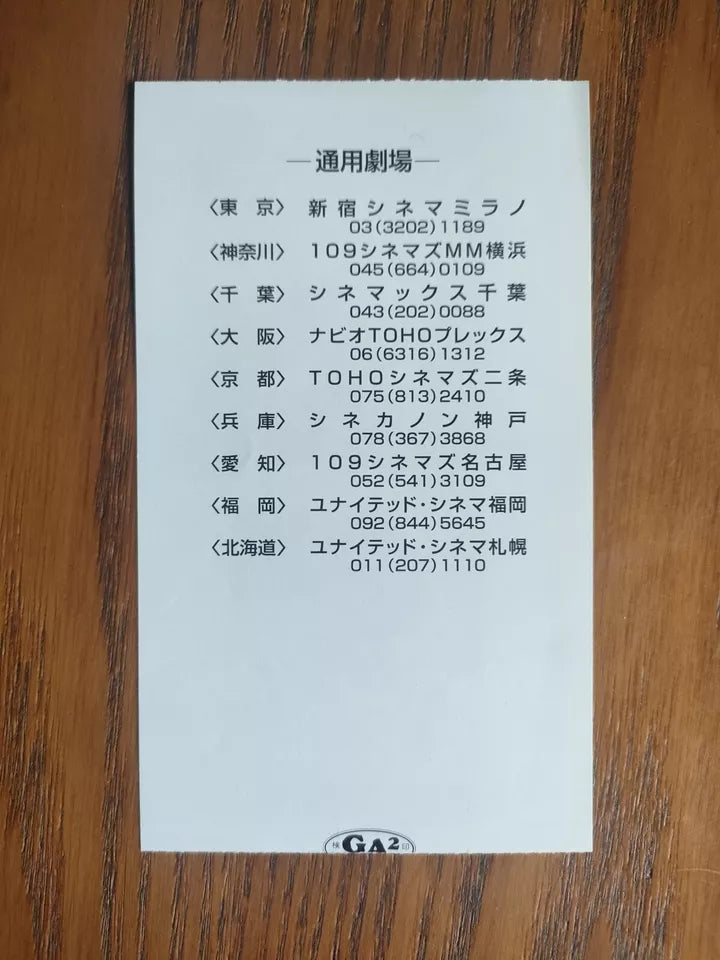 ―通用劇場―
〈東 京〉 新宿シネマミラノ
03(3202)1189
〈神奈川〉 109シネマズMM横浜
045(664)0109
〈千 葉〉 シネマックス千葉
043(202)0088
〈大 阪〉 ナビオTOHOプレックス
06(6316)1312
〈京 都〉 TOHOシネマズ二条
075(813)2410
〈兵 庫〉 シネカノン神戸
078(367)3868
〈愛 知〉 109シネマズ名古屋
052(541)3109
〈福 岡〉 ユナイテッド・シネマ福岡
092(844)5645
〈北海道〉 ユナイテッド・シネマ札幌
011(207)1110
検 GA2 印